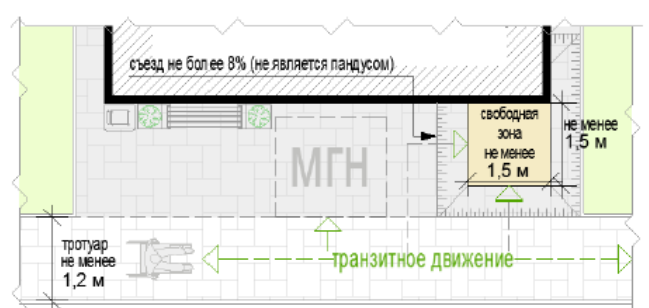 съезд не более 8% (не является пандусом)
свободная
зона
не менее
1,5 м
не менее
1,5 м
МГН
тротуар
не менее
1,2 м
транзитное движение